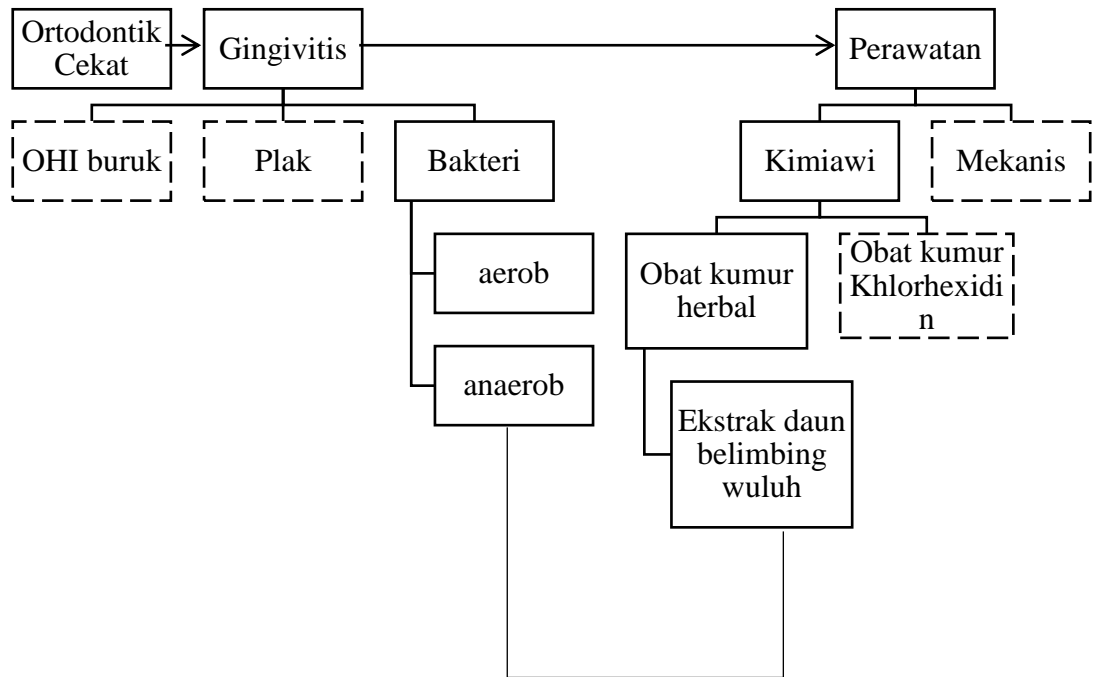 Ortodontik
Cekat
Gingivitis
Perawatan
OHI buruk
Plak
Bakteri
Kimiawi
Mekanis
aerob
anaerob
Obat kumur
herbal
Obat kumur
Khlorhexidi
n
Ekstrak daun
belimbing
wuluh